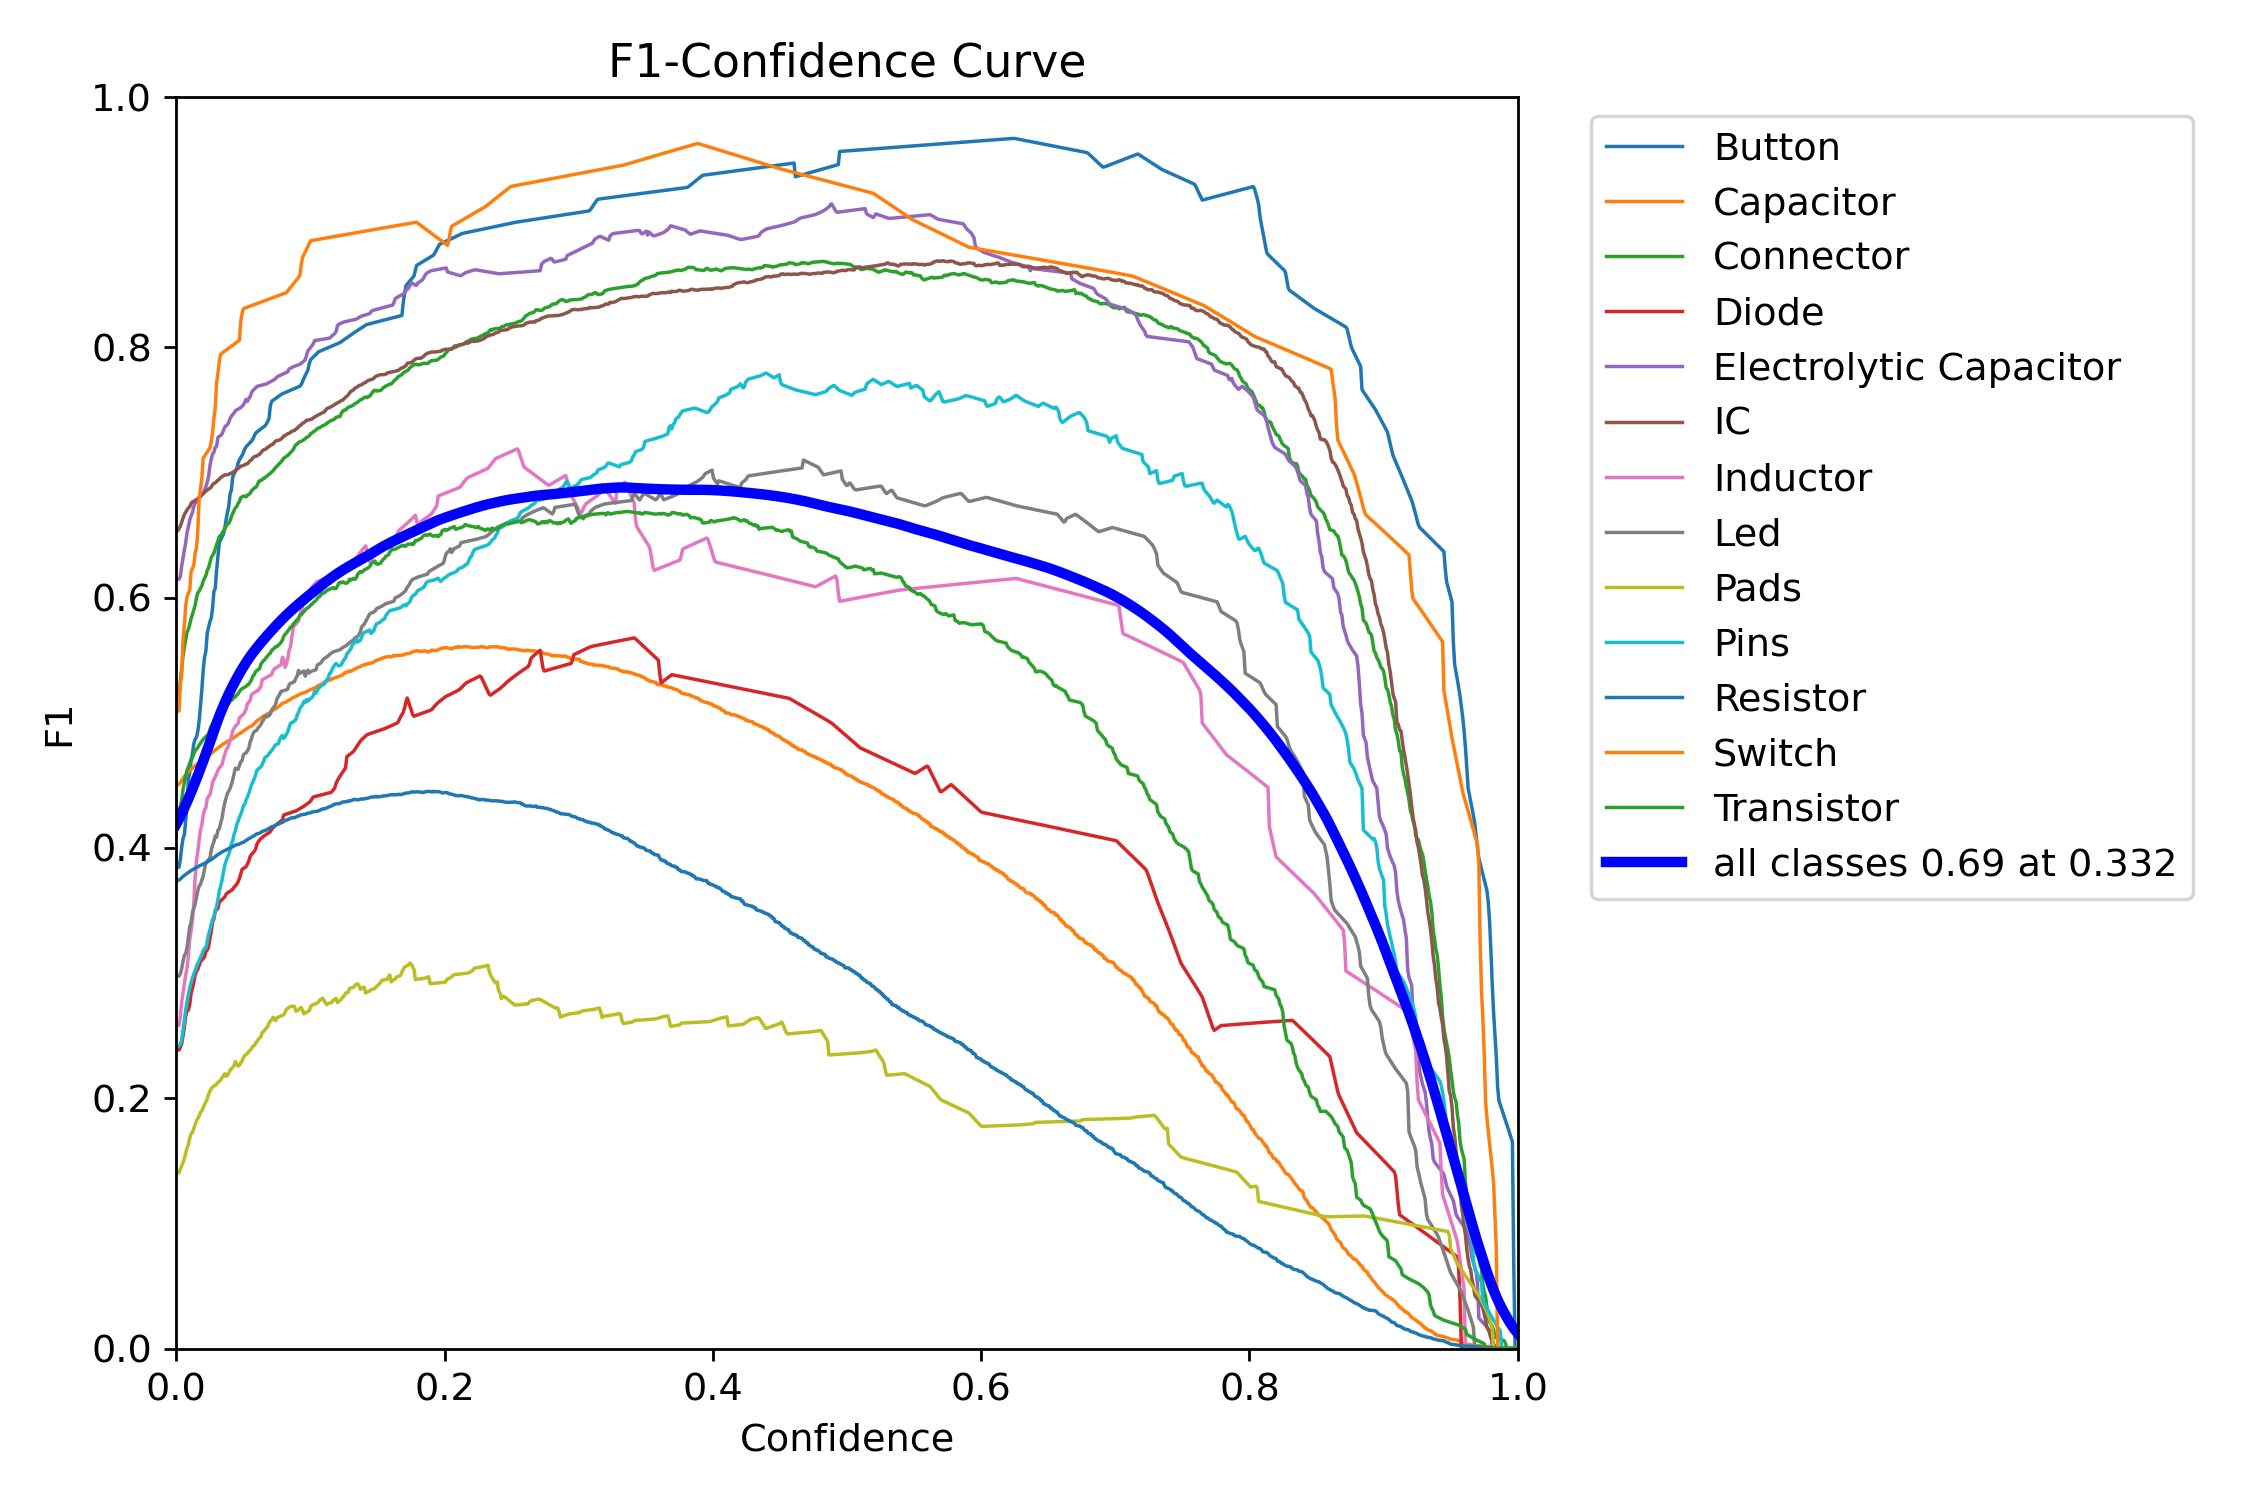 F1-Confidence Curve
1.0
0.8
0.6
0.4
0.2
0.0
F1
0.0 0.2 0.4 0.6 0.8 1.0
Confidence
Button
Capacitor
Connector
Diode
Electrolytic Capacitor
IC
Inductor
Led
Pads
Pins
Resistor
Switch
Transistor
all classes 0.69 at 0.332